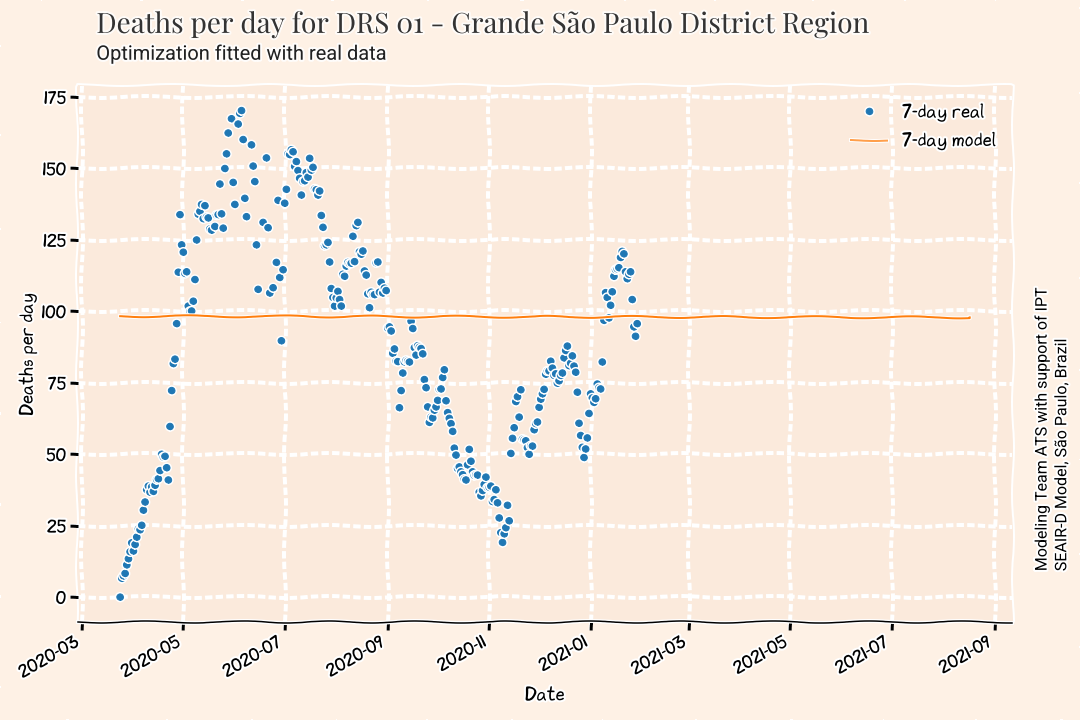 Deaths per day for DRS 01 - Grande São Paulo District Region
Optimization fitted with real data
175
150
125
100
75
50
25
0
Deaths per day
7-day real
7-day model
2020-03
2020-05
2020-07
2020-09
2020-11
2021-01
2021-03
2021-05
2021-07
2021-09
Date
Modeling Team ATS with support of IPT
SEAIR-D Model, São Paulo, Brazil